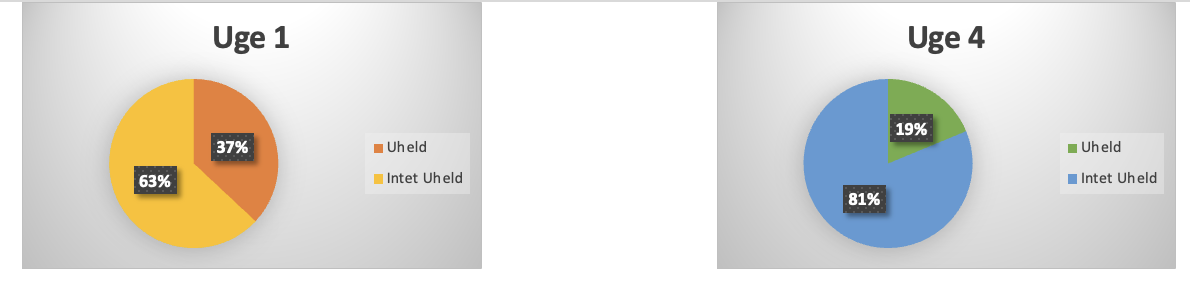 Uge 1
37%
63%
Uheld
Intet Uheld
Uge 4
19%
81%
Uheld
Intet Uheld